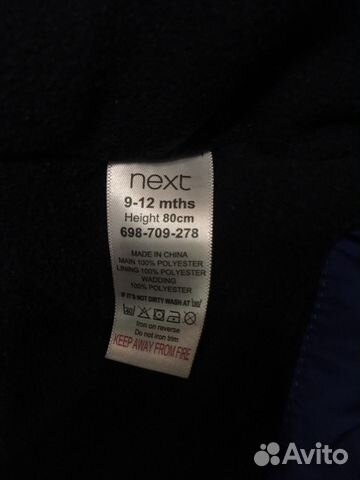 next
9-12 mths
Height 80cm
698-709-278
MADE IN CHINA
MAIN 100% POLYESTER
LINING 100% POLYESTER
WADDING
100% POLYESTER
IF IT'S NOT DIRTY WASH AT
40
Iron on reverse
Do not iron trim
KEEP AWAY FROM FIRE
Avito